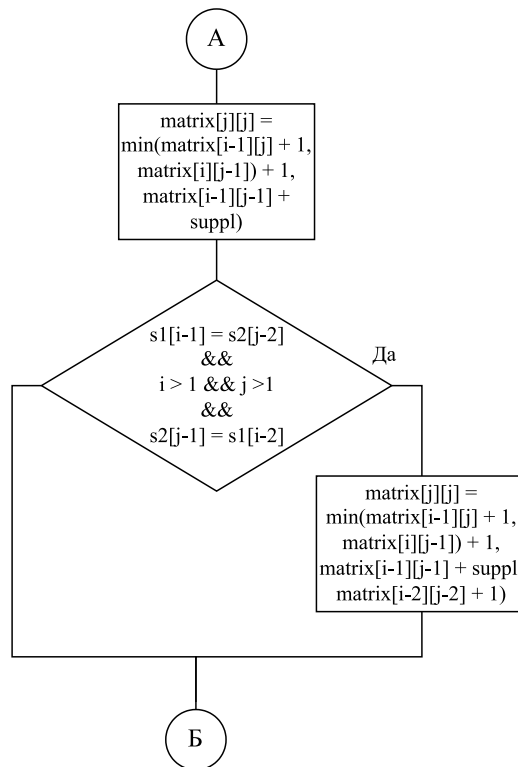 А
matrix[j][j] =
min(matrix[i-1][j] + 1,
matrix[i][j-1]) + 1,
matrix[i-1][j-1] +
suppl)
s1[i-1] = s2[j-2]
&&
i > 1 && j >1
&&
s2[j-1] = s1[i-2]
Да
matrix[j][j] =
min(matrix[i-1][j] + 1,
matrix[i][j-1]) + 1,
matrix[i-1][j-1] + suppl
matrix[i-2][j-2] + 1)
Б